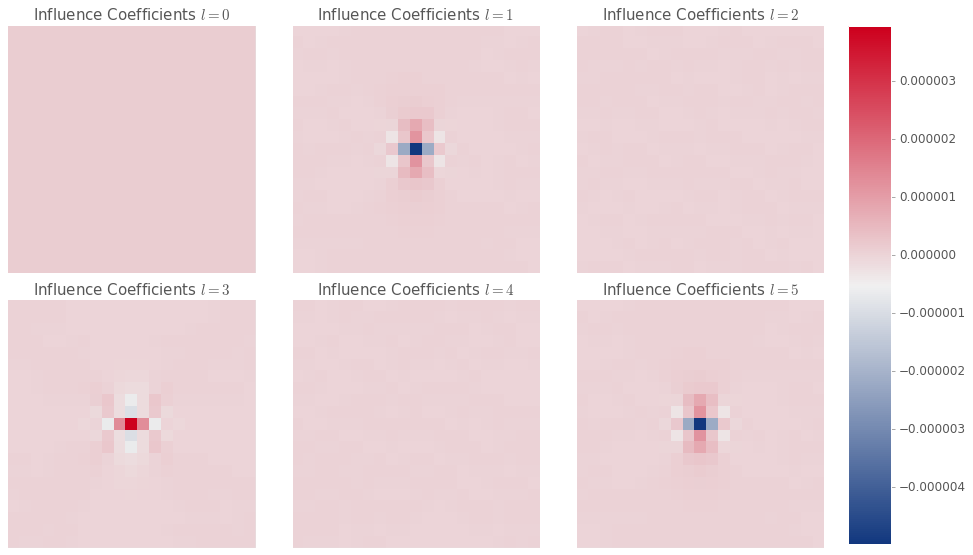 Influence Coefficients l = 0
Influence Coefficients l = 1
Influence Coefficients l = 2
Influence Coefficients l = 3
Influence Coefficients l = 4
Influence Coefficients l = 5
0.000003
0.000002
0.000001
0.000000
−0.000001
−0.000002
−0.000003
−0.000004